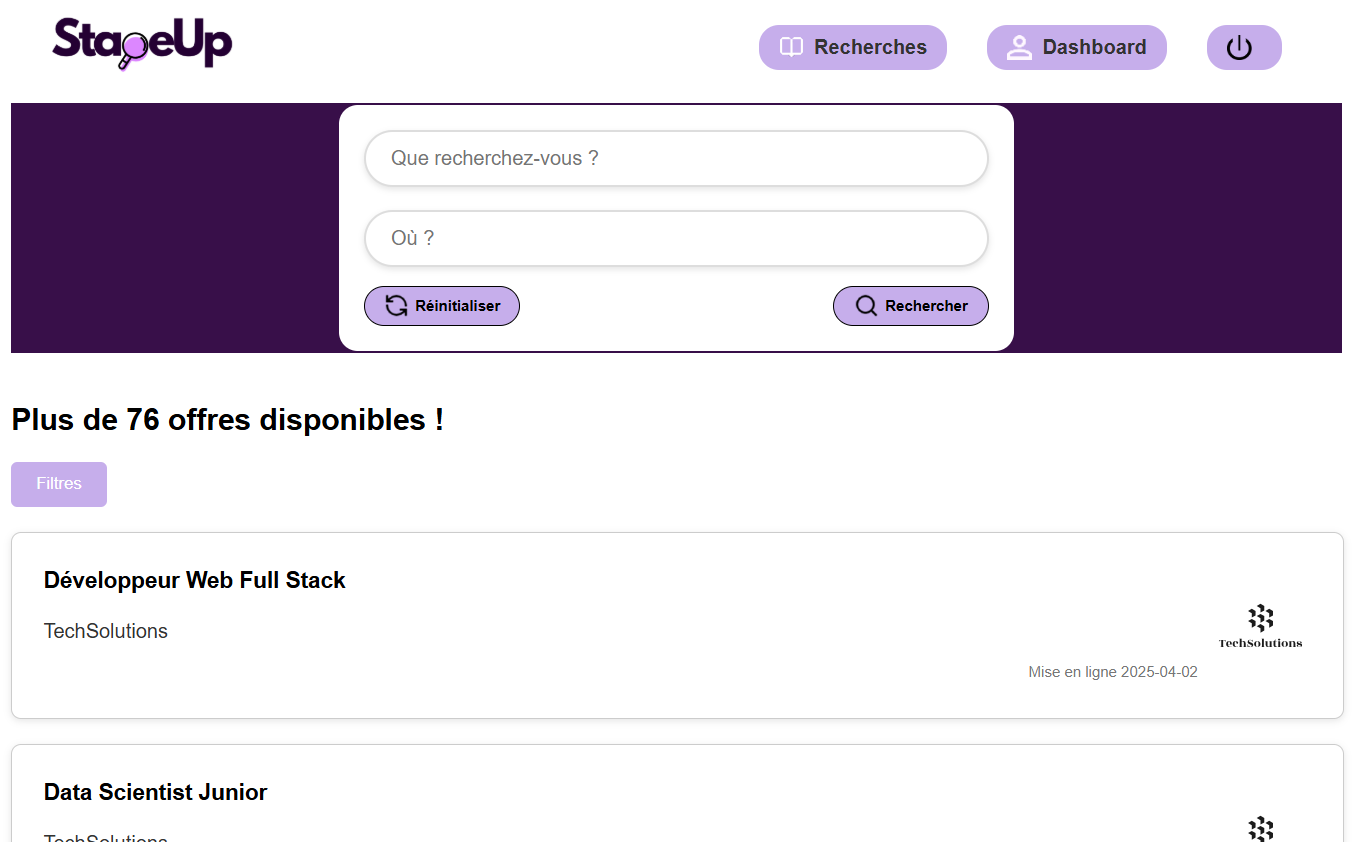 StageUp
Recherches
Dashboard
Que recherchez-vous ?
Où ?
Réinitialiser
Rechercher
Plus de 76 offres disponibles !
Filtres
Développeur Web Full Stack
TechSolutions
TechSolutions
Mise en ligne 2025-04-02
Data Scientist Junior
TechSolutions